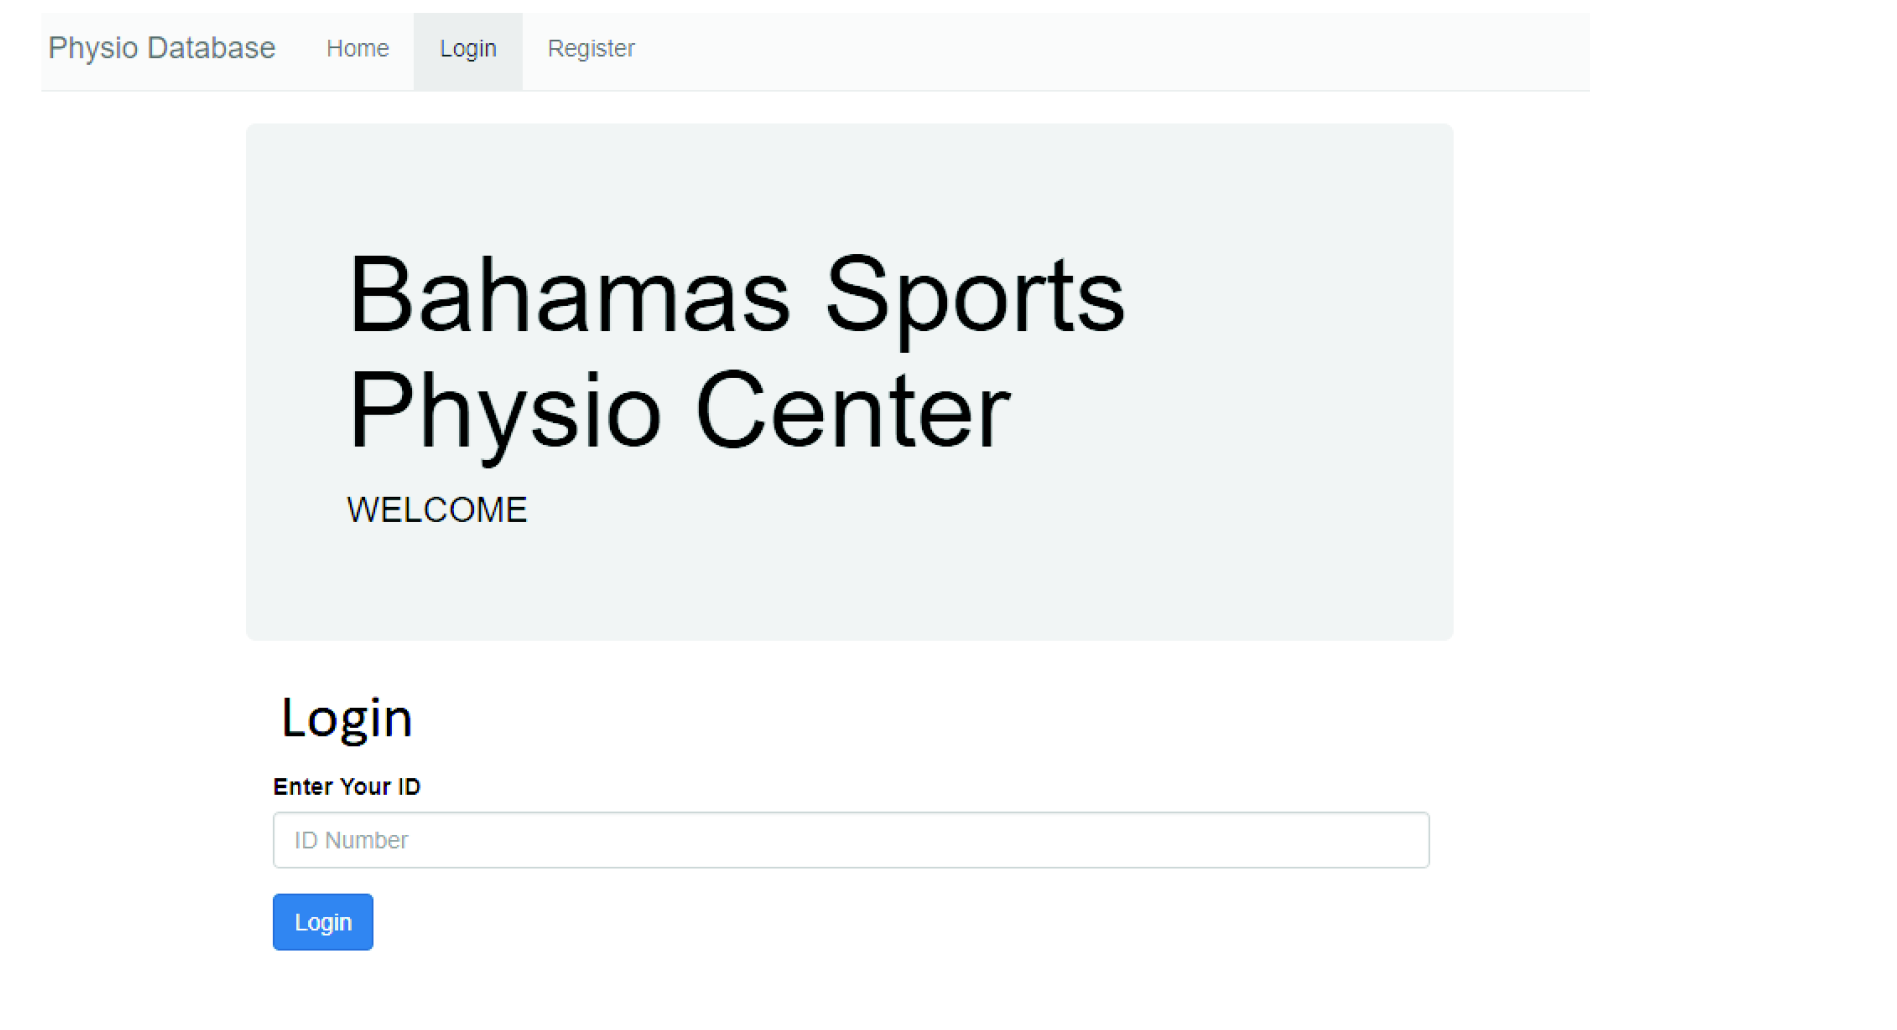 Physio Database Home Login Register
Bahamas Sports
Physio Center
WELCOME
Login
Enter Your ID
ID Number
Login